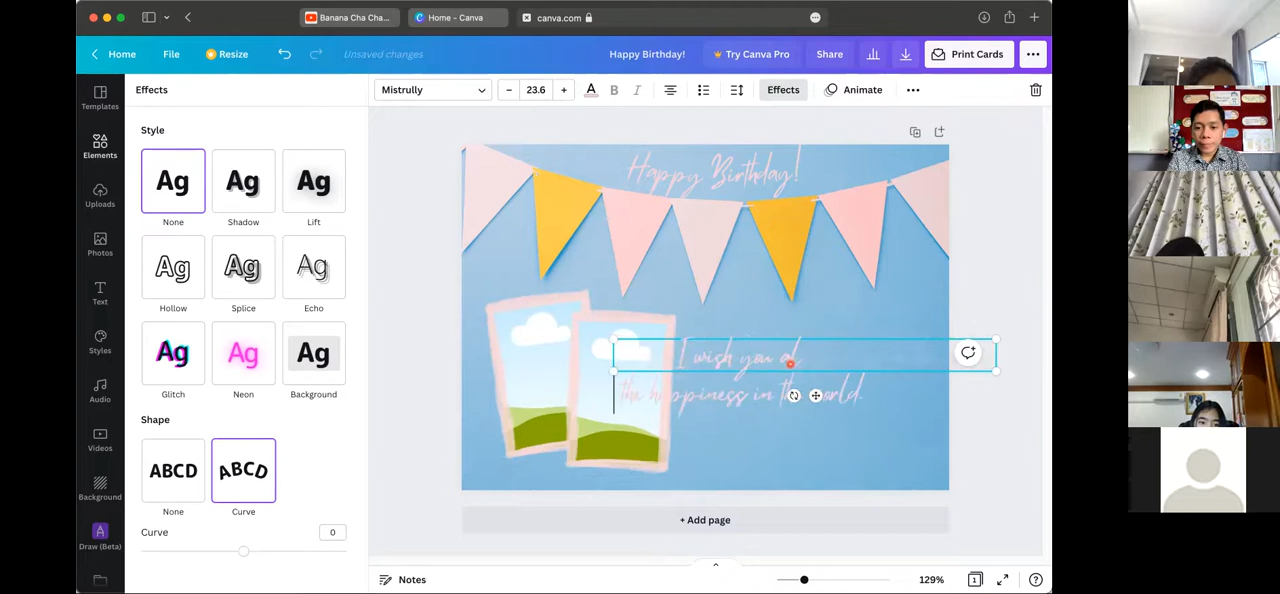 Banana Cha Cha...
Home - Canva
canva.com
Home
File
Resize
Unsaved changes
Happy Birthday!
Try Canva Pro
Share
Print Cards
Effects
Mistrully
23.6
A
B
I
Effects
Animate
Templates
Elements
Uploads
Photos
Text
Styles
Audio
Videos
Background
Draw (Beta)
Style
Ag
Ag
Ag
None
Shadow
Lift
Ag
Ag
Ag
Hollow
Splice
Echo
Ag
Ag
Ag
Glitch
Neon
Background
Shape
ABCD
ABCD
None
Curve
Curve
0
Happy Birthday!
I wish you al
the happiness in the world.
+ Add page
Notes
129%
1